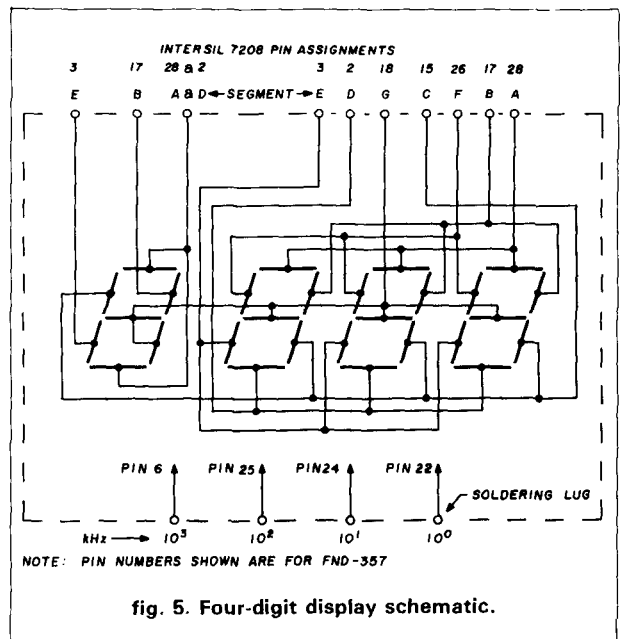 INTERSIL 7208 PIN ASSIGNMENTS
3 17 28 & 2 3 2 18 15 26 17 28
E B A & D ←SEGMENT→ E D G C F B A
PIN 6 PIN 25 PIN24 PIN 22
SOLDERING LUG
kHz → 10³ 10² 10¹ 10⁰
NOTE: PIN NUMBERS SHOWN ARE FOR FND-357
fig. 5. Four-digit display schematic.